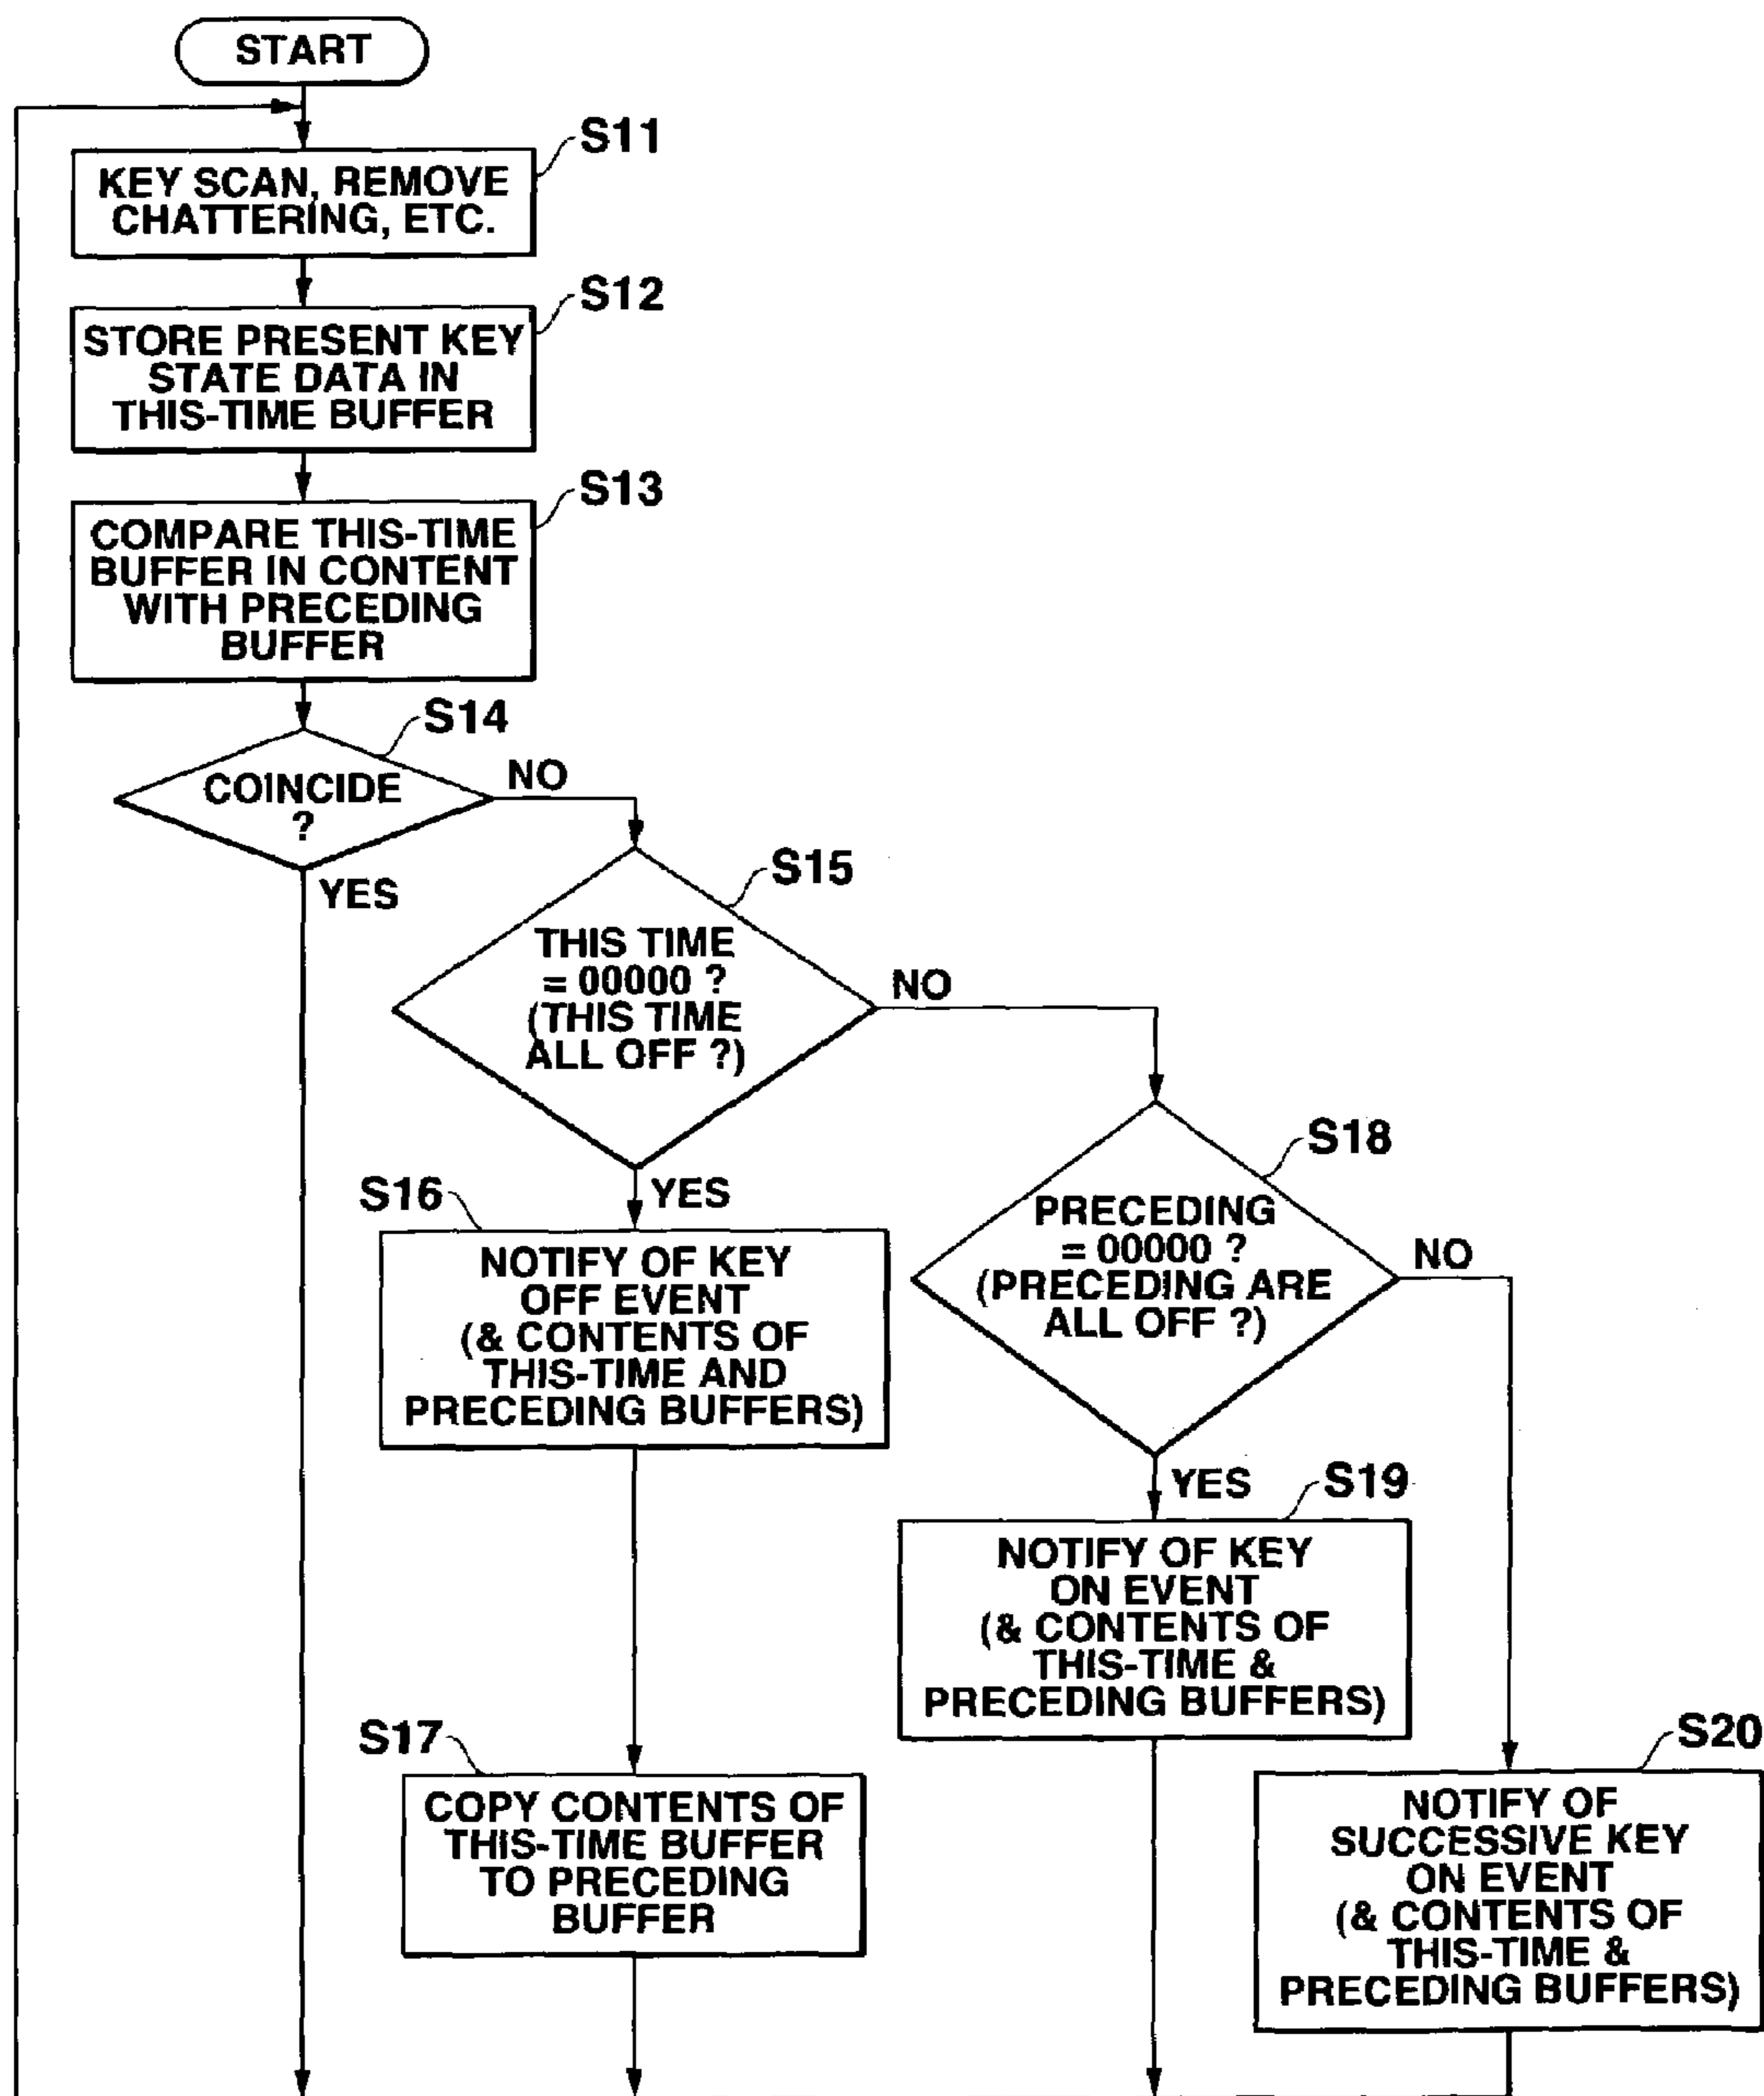 START
S11
KEY SCAN, REMOVE
CHATTERING, ETC.
S12
STORE PRESENT KEY
STATE DATA IN
THIS-TIME BUFFER
S13
COMPARE THIS-TIME
BUFFER IN CONTENT
WITH PRECEDING
BUFFER
S14
COINCIDE
?
NO
YES
S15
THIS TIME
= 00000 ?
(THIS TIME
ALL OFF ?)
NO
YES
S16
NOTIFY OF KEY
OFF EVENT
(& CONTENTS OF
THIS-TIME AND
PRECEDING BUFFERS)
S17
COPY CONTENTS OF
THIS-TIME BUFFER
TO PRECEDING
BUFFER
S18
PRECEDING
= 00000 ?
(PRECEDING ARE
ALL OFF ?)
NO
YES
S19
NOTIFY OF KEY
ON EVENT
(& CONTENTS OF
THIS-TIME &
PRECEDING BUFFERS)
S20
NOTIFY OF
SUCCESSIVE KEY
ON EVENT
(& CONTENTS OF
THIS-TIME &
PRECEDING BUFFERS)